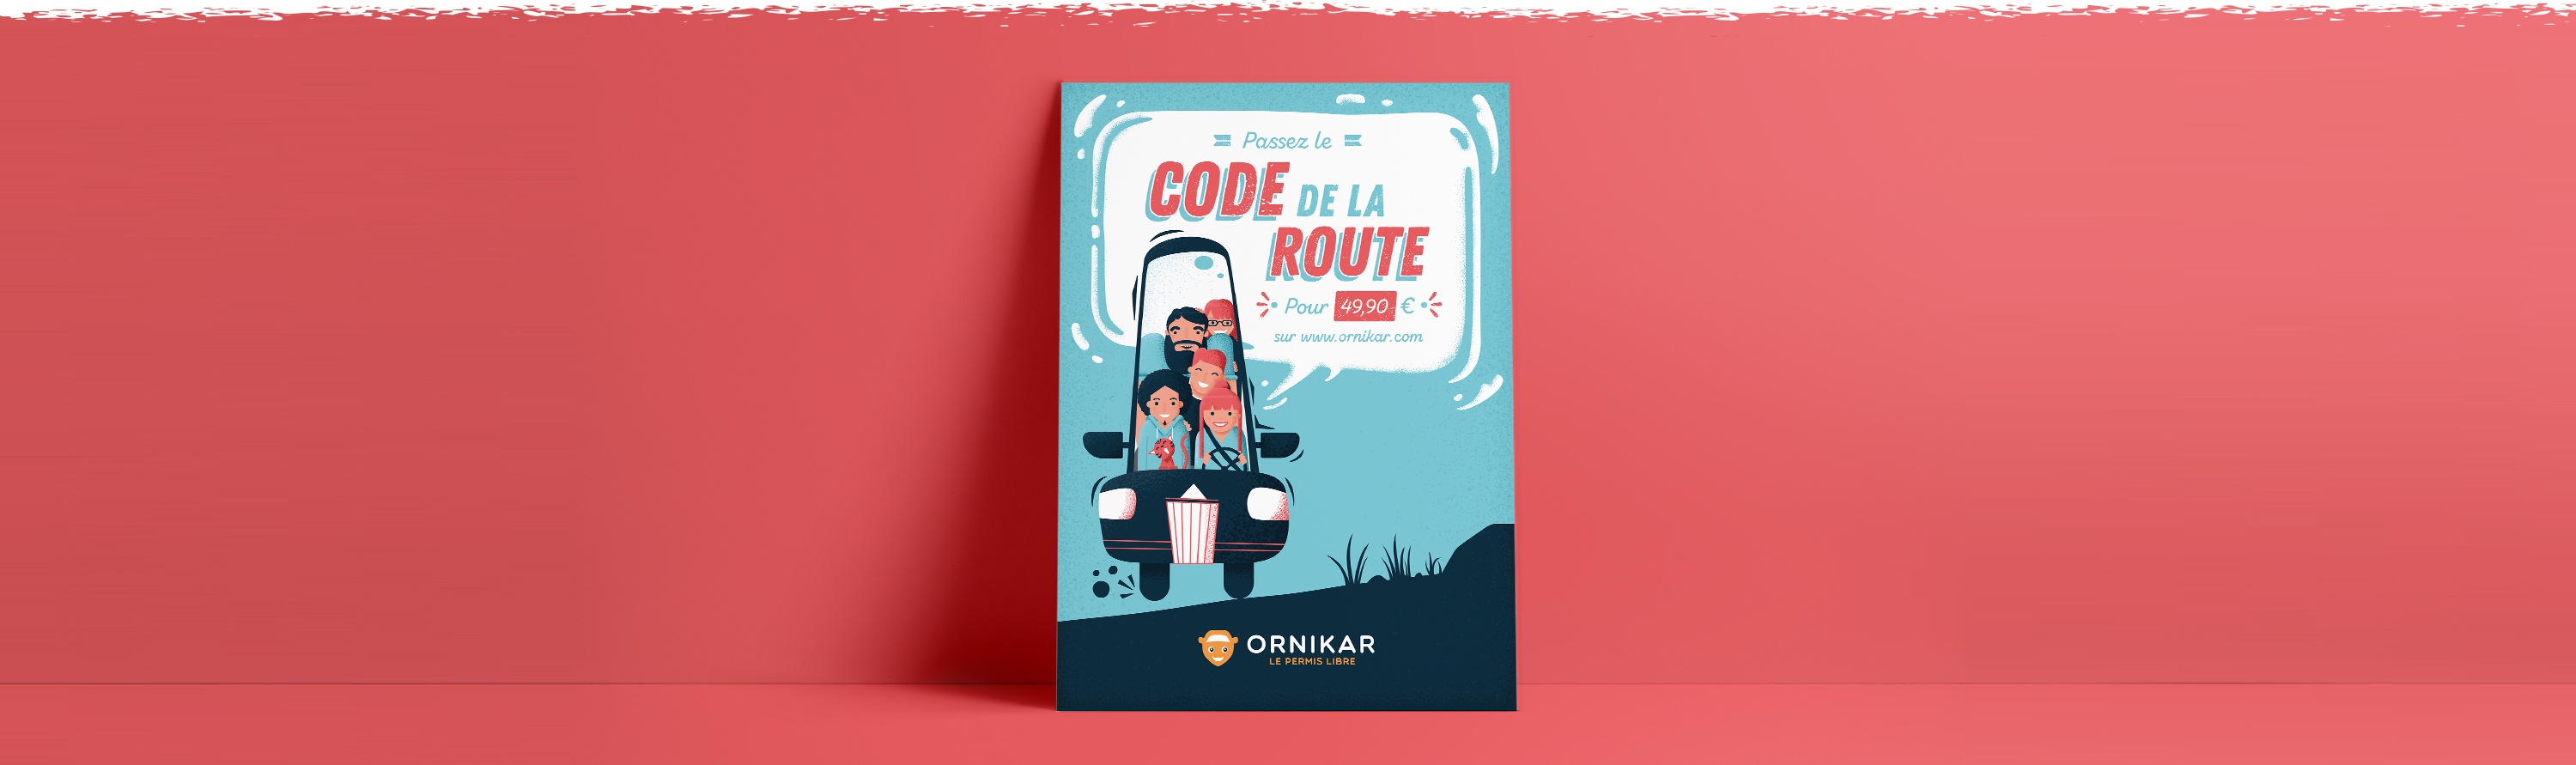 Passez le
CODE DE LA
ROUTE
Pour 49,90 €
sur www.ornikar.com
ORNIKAR
LE PERMIS LIBRE